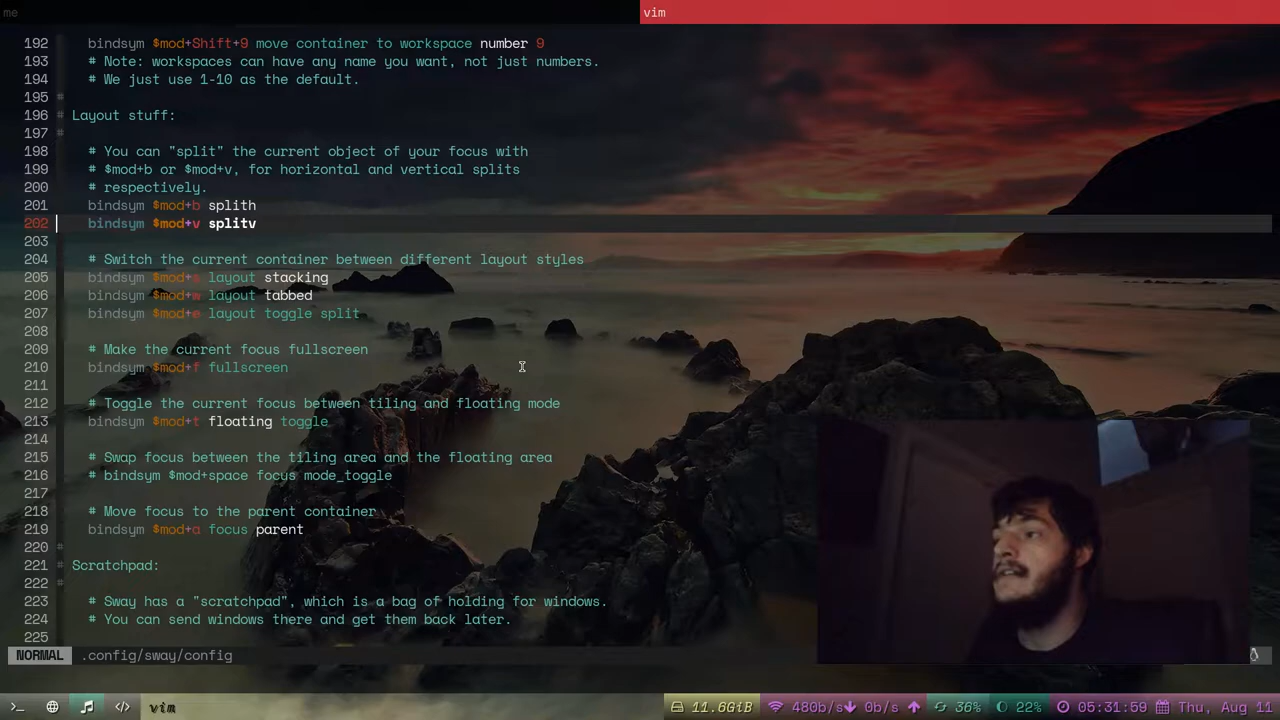 me
vim
192 bindsym $mod+Shift+9 move container to workspace number 9
193 # Note: workspaces can have any name you want, not just numbers.
194 # We just use 1-10 as the default.
195 #
196 # Layout stuff:
197 #
198 # You can "split" the current object of your focus with
199 # $mod+b or $mod+v, for horizontal and vertical splits
200 # respectively.
201 bindsym $mod+b splith
202 bindsym $mod+v splitv
203
204 # Switch the current container between different layout styles
205 bindsym $mod+s layout stacking
206 bindsym $mod+w layout tabbed
207 bindsym $mod+e layout toggle split
208
209 # Make the current focus fullscreen
210 bindsym $mod+f fullscreen
211
212 # Toggle the current focus between tiling and floating mode
213 bindsym $mod+t floating toggle
214
215 # Swap focus between the tiling area and the floating area
216 # bindsym $mod+space focus mode_toggle
217
218 # Move focus to the parent container
219 bindsym $mod+a focus parent
220 #
221 # Scratchpad:
222 #
223 # Sway has a "scratchpad", which is a bag of holding for windows.
224 # You can send windows there and get them back later.
225
NORMAL .config/sway/config
>_ </> vim 11.6GiB 480b/s 0b/s 36% 22% 05:31:59 Thu, Aug 11